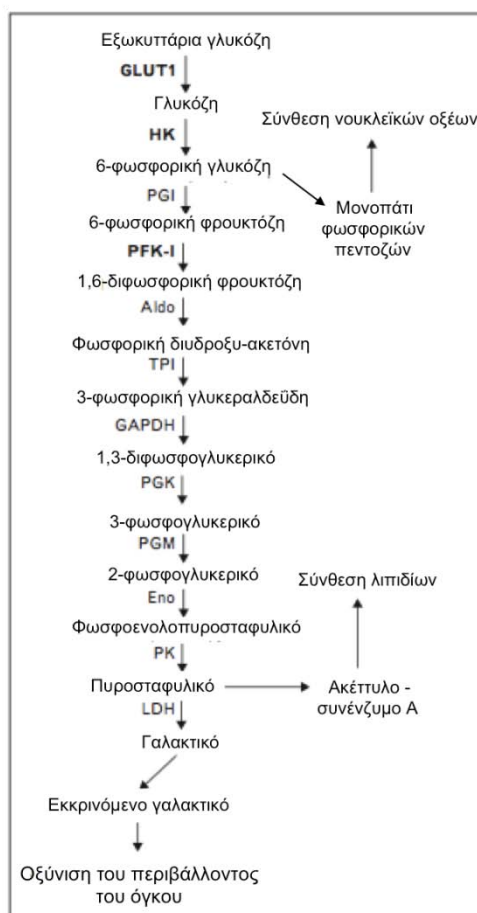 Εξωκυττάρια γλυκόζη
GLUT1
Γλυκόζη
HK
6-φωσφορική γλυκόζη
PGI
6-φωσφορική φρουκτόζη
PFK-I
1,6-διφωσφορική φρουκτόζη
Aldo
Φωσφορική διυδροξυ-ακετόνη
TPI
3-φωσφορική γλυκεραλδεΰδη
GAPDH
1,3-διφωσφογλυκερικό
PGK
3-φωσφογλυκερικό
PGM
2-φωσφογλυκερικό
Eno
Φωσφοενολοπυροσταφυλικό
PK
Πυροσταφυλικό
LDH
Γαλακτικό
Εκκρινόμενο γαλακτικό
Οξύνιση του περιβάλλοντος
του όγκου
Σύνθεση νουκλεϊκών οξέων
Μονοπάτι
φωσφορικών
πεντοζών
Σύνθεση λιπιδίων
Ακέττυλο -
συνένζυμο Α